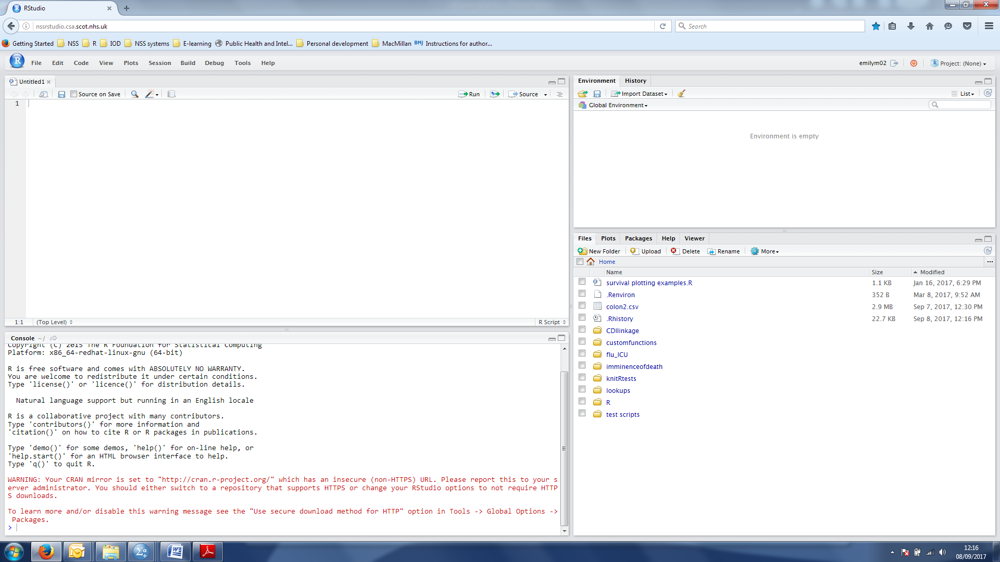 RStudio
nssrstudio.csa.scot.nhs.uk
Search
Getting Started NSS R IOD NSS systems E-learning Public Health and Intel... Personal development MacMillan BMJ Instructions for author...
R File Edit Code View Plots Session Build Debug Tools Help
emilym02 Project: (None)
Untitled1
Source on Save Run Source
1
1:1 (Top Level) R Script
Console ~/
Copyright (C) 2015 The R Foundation for Statistical Computing
Platform: x86_64-redhat-linux-gnu (64-bit)
R is free software and comes with ABSOLUTELY NO WARRANTY.
You are welcome to redistribute it under certain conditions.
Type 'license()' or 'licence()' for distribution details.
Natural language support but running in an English locale
R is a collaborative project with many contributors.
Type 'contributors()' for more information and
'citation()' on how to cite R or R packages in publications.
Type 'demo()' for some demos, 'help()' for on-line help, or
'help.start()' for an HTML browser interface to help.
Type 'q()' to quit R.
WARNING: Your CRAN mirror is set to "http://cran.r-project.org/" which has an insecure (non-HTTPS) URL. Please report this to your s
erver administrator. You should either switch to a repository that supports HTTPS or change your RStudio options to not require HTTP
S downloads.
To learn more and/or disable this warning message see the "Use secure download method for HTTP" option in Tools -> Global Options ->
Packages.
>
Environment History
Import Dataset List
Global Environment
Environment is empty
Files Plots Packages Help Viewer
New Folder Upload Delete Rename More
Home ...
Name Size Modified
survival plotting examples.R 1.1 KB Jan 16, 2017, 6:29 PM
.Renviron 352 B Mar 8, 2017, 9:52 AM
colon2.csv 2.9 MB Sep 7, 2017, 12:30 PM
.Rhistory 22.7 KB Sep 8, 2017, 12:16 PM
CDIlinkage
customfunctions
flu_ICU
imminenceofdeath
knitRtests
lookups
R
test scripts
12:16
08/09/2017